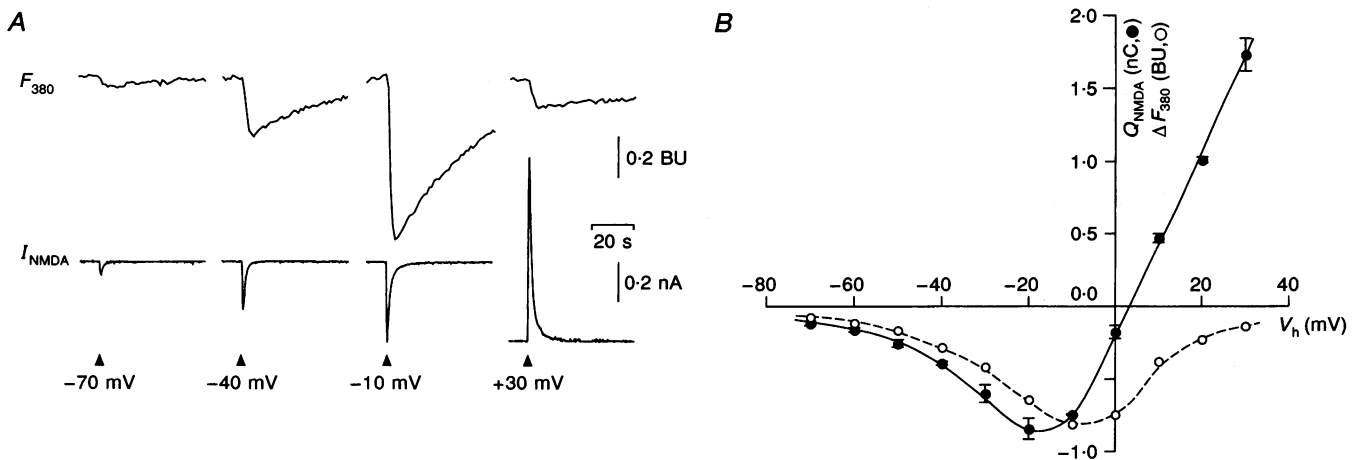 A
F380
INMDA
0·2 BU
20 s
0·2 nA
−70 mV
−40 mV
−10 mV
+30 mV
B
QNMDA (nC,●)
ΔF380 (BU,○)
2·0
1·5
1·0
0·5
0·0
−1·0
−80
−60
−40
−20
20
40
Vh (mV)